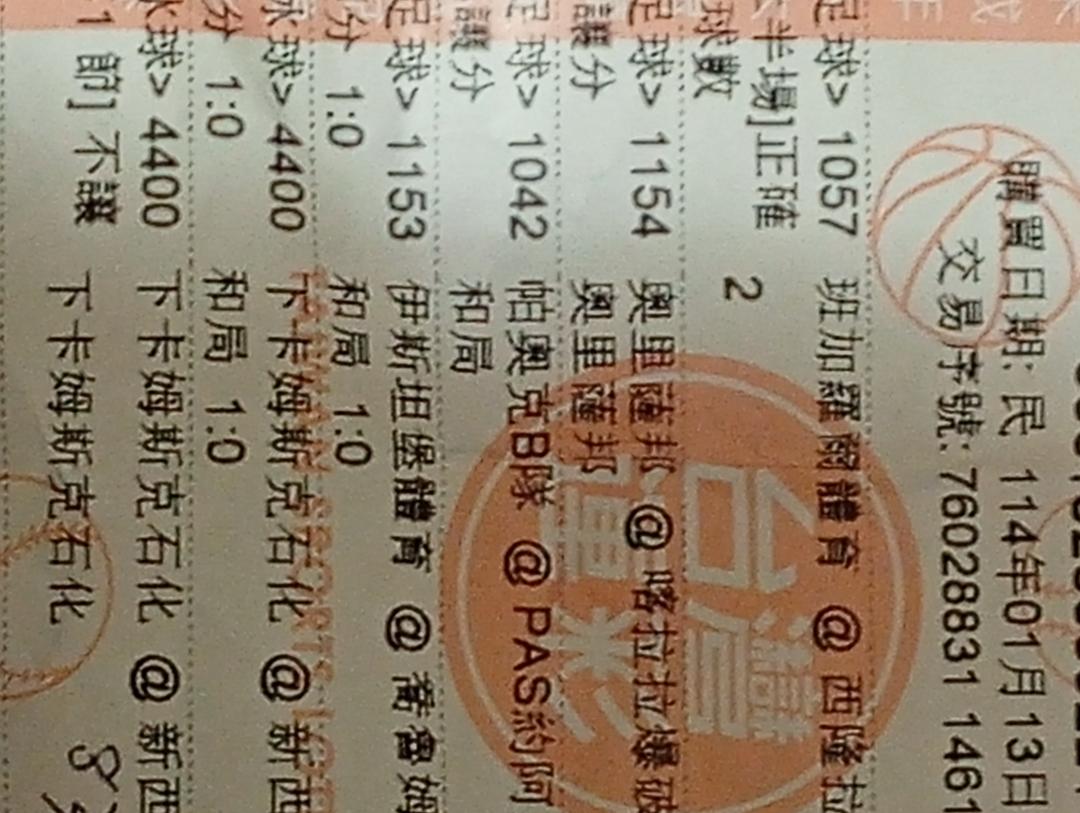 購買日期: 民 114年01月13日
交易序號: 76028831 1461
足球> 1057 班加羅爾體育 @ 西隆拉
半場]正確 2
球數
足球> 1154 奧里薩邦 @ 喀拉拉爆破
讓分 奧里薩邦
足球> 1042 帕奧克B隊 @ PAS約阿
讓分 和局
足球> 1153 伊斯坦堡體育 @ 喬魯姆
分 1:0 和局 1:0
冰球> 4400 下卡姆斯克石化 @ 新西
分 1:0 和局 1:0
冰球> 4400 下卡姆斯克石化 @ 新西
節] 不讓 下卡姆斯克石化
台灣
運彩